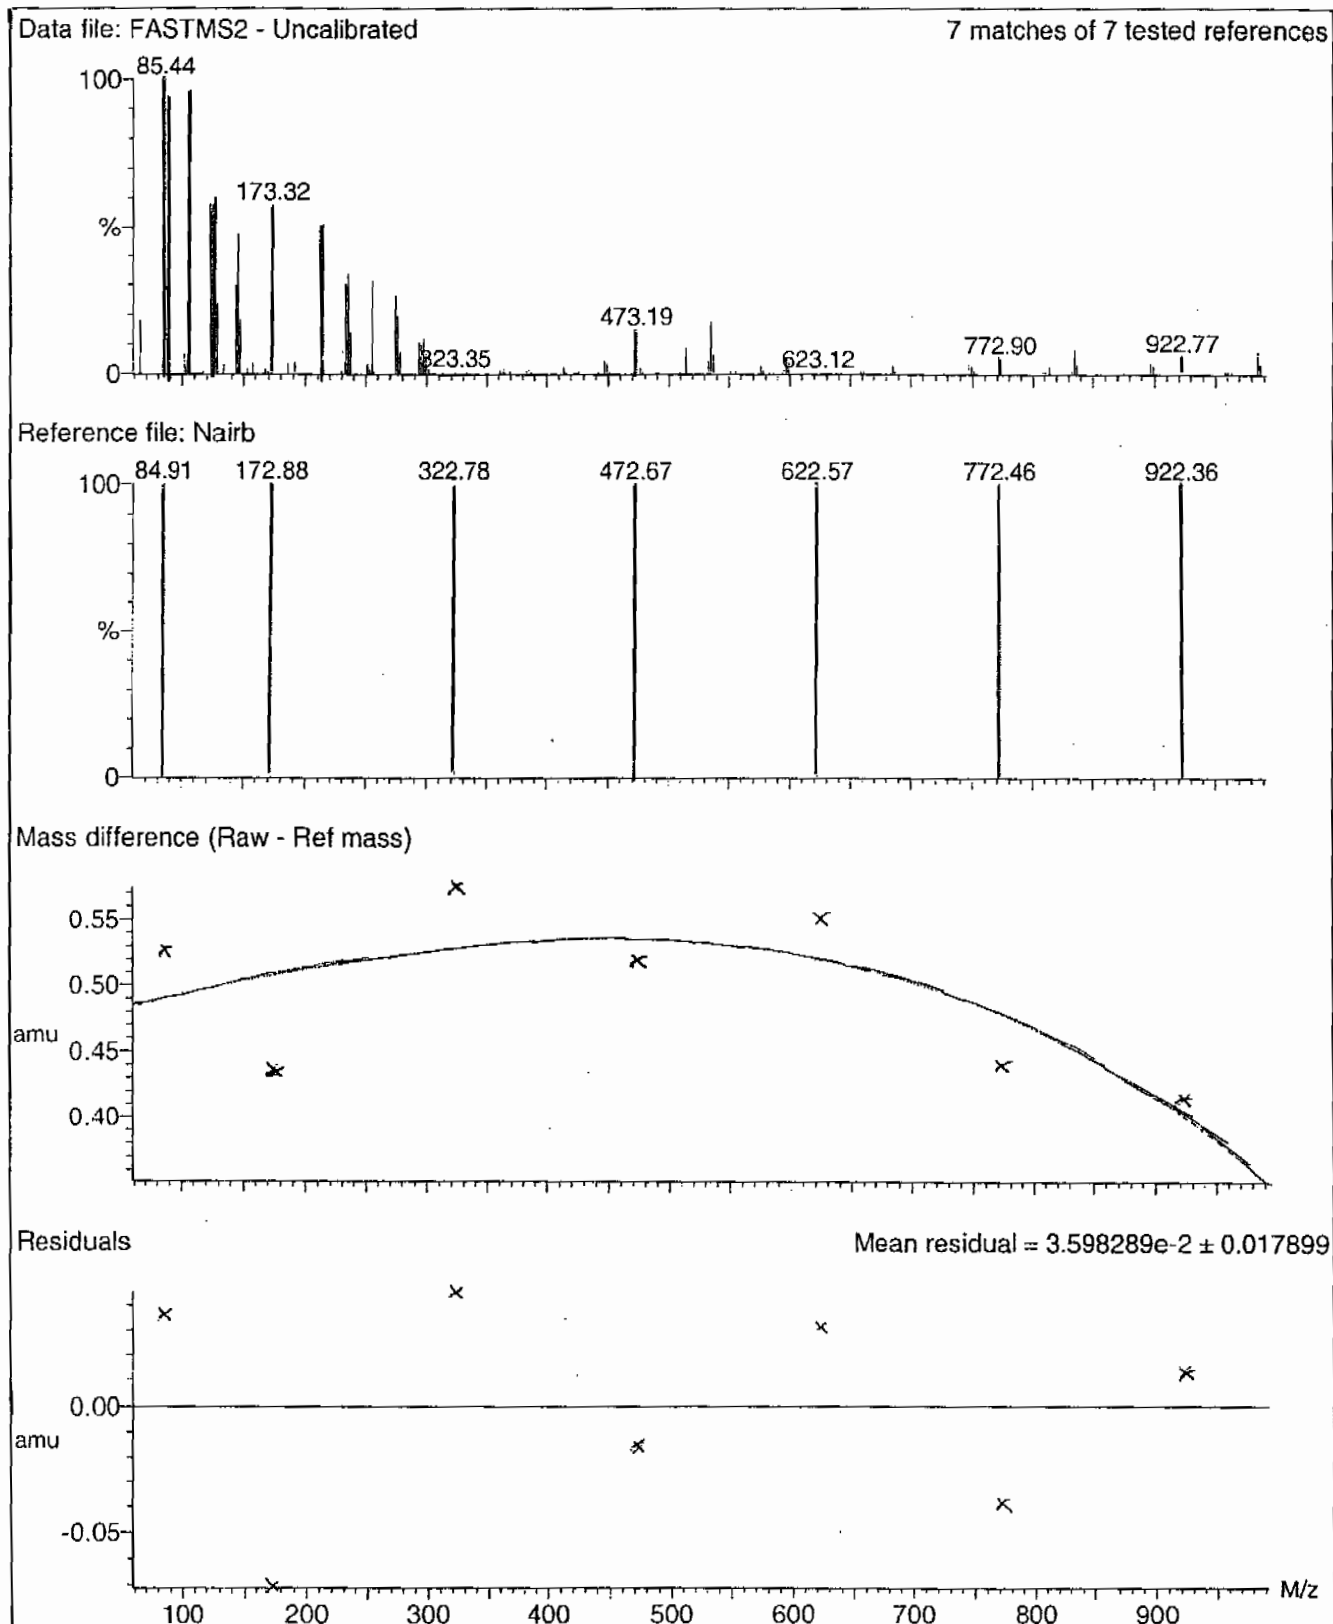 Data file: FASTMS2 - Uncalibrated 7 matches of 7 tested references
85.44
100
173.32
%
473.19
323.35 623.12 772.90 922.77
0
Reference file: Nairb
84.91 172.88 322.78 472.67 622.57 772.46 922.36
100
%
0
Mass difference (Raw - Ref mass)
0.55
0.50
amu
0.45
0.40
Residuals Mean residual = 3.598289e-2 ± 0.017899
0.00
amu
-0.05
M/z
100 200 300 400 500 600 700 800 900